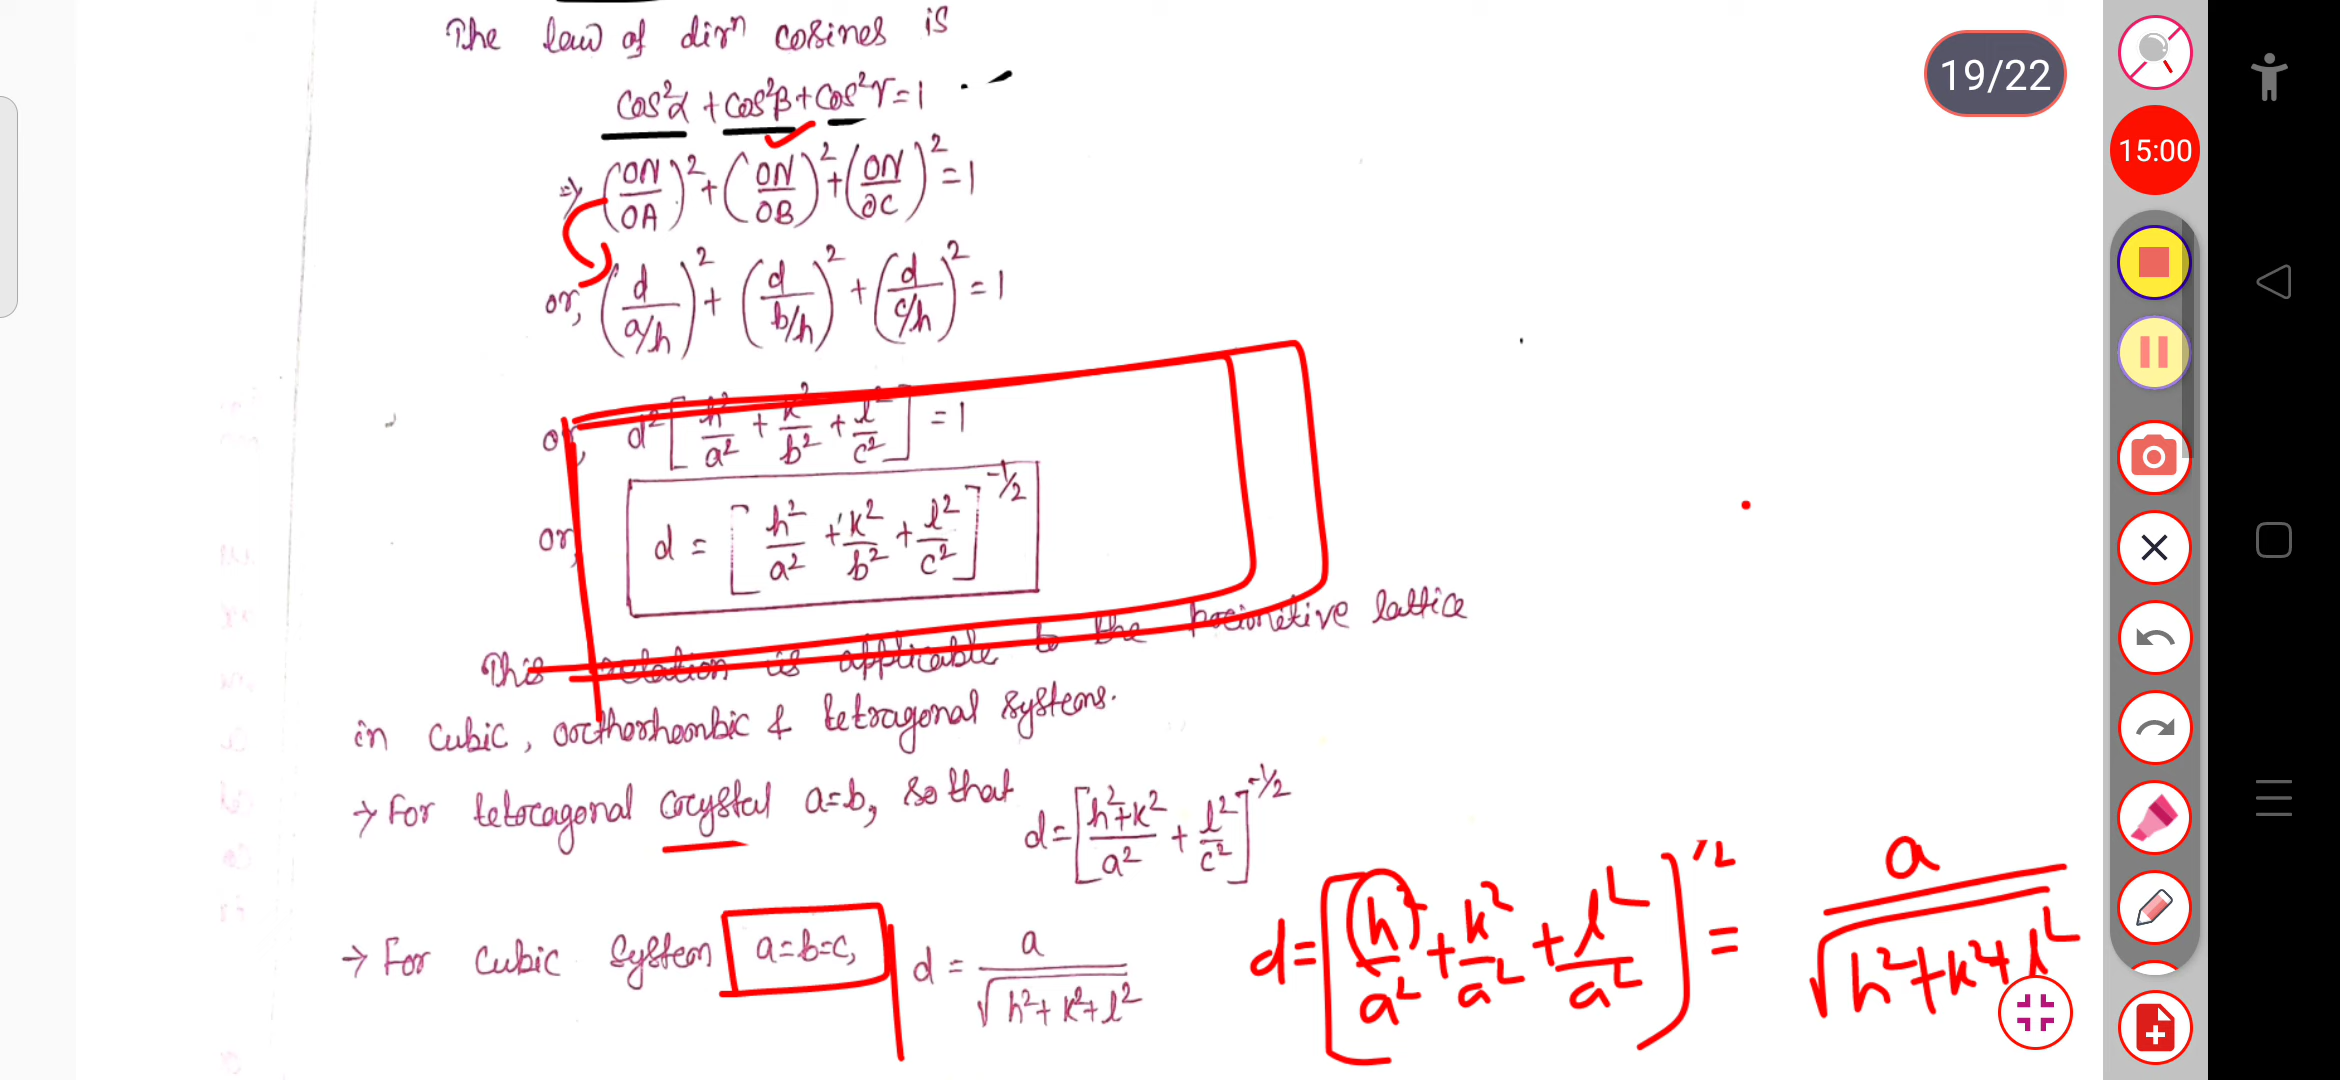 The law of dirⁿ cosines is
cos²α + cos²β + cos²γ = 1
⇒ (ON/OA)² + (ON/OB)² + (ON/OC)² = 1
or, (d/a/h)² + (d/b/h)² + (d/c/h)² = 1
or, d² [h²/a² + k²/b² + l²/c²] = 1
or, d = [h²/a² + k²/b² + l²/c²]^-1/2
This relation is applicable to the primitive lattice
in cubic, orthorhombic & tetragonal systems.
→ For tetragonal crystal a=b, so that d = [h²+k²/a² + l²/c²]^-1/2
→ For cubic system a=b=c, d = a/√h²+k²+l²
d = [h²/a² + k²/a² + l²/a²]^1/2 = a/√h²+k²+l²
19/22
15:00